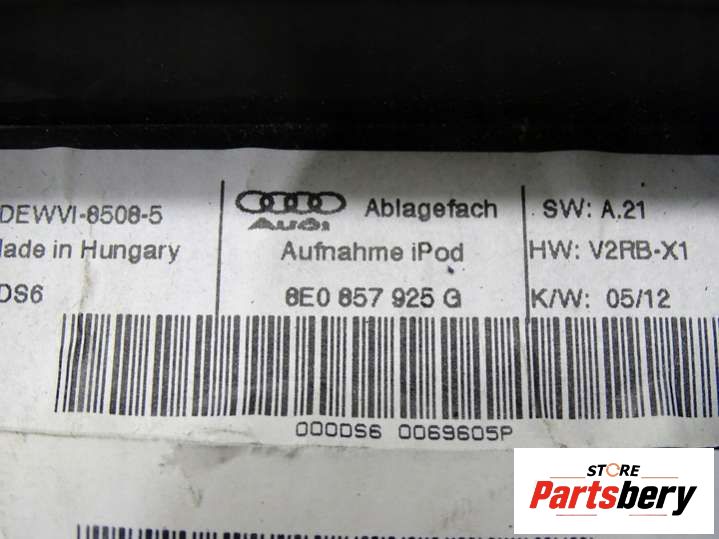 DEWVI-8508-5
Made in Hungary
DS6
Audi
Ablagefach
Aufnahme iPod
8E0 857 925 G
SW: A.21
HW: V2RB-X1
K/W: 05/12
000DS6 0069605P
STORE
Partsbery